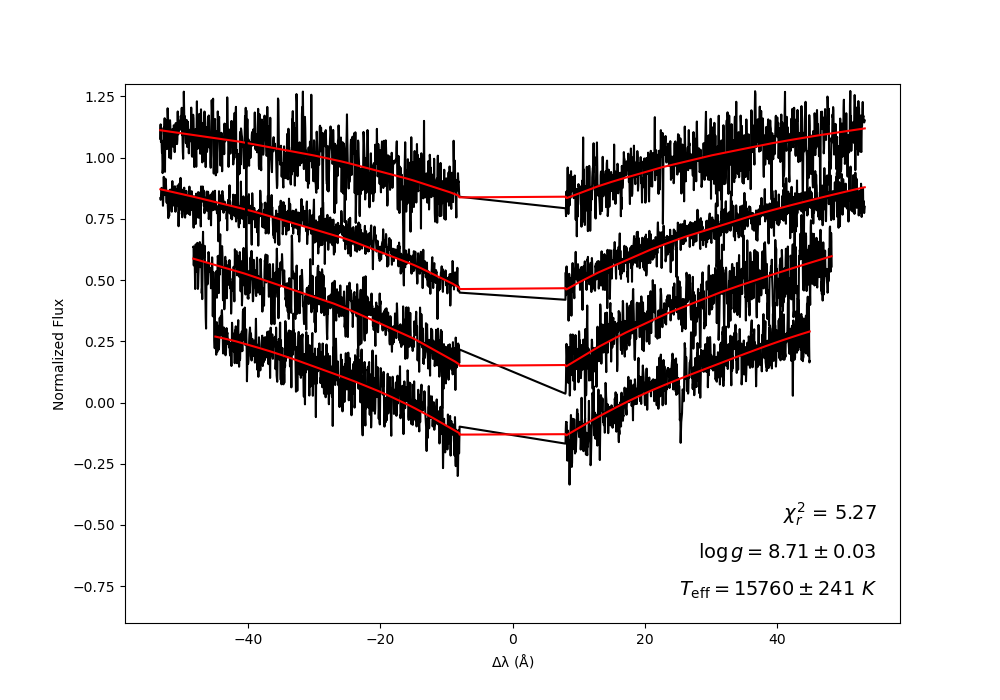 1.25
1.00
0.75
0.50
0.25
0.00
−0.25
−0.50
−0.75
Normalized Flux
χ²ᵣ = 5.27
log g = 8.71 ± 0.03
T_eff = 15760 ± 241 K
−40 −20 0 20 40
Δλ (Å)